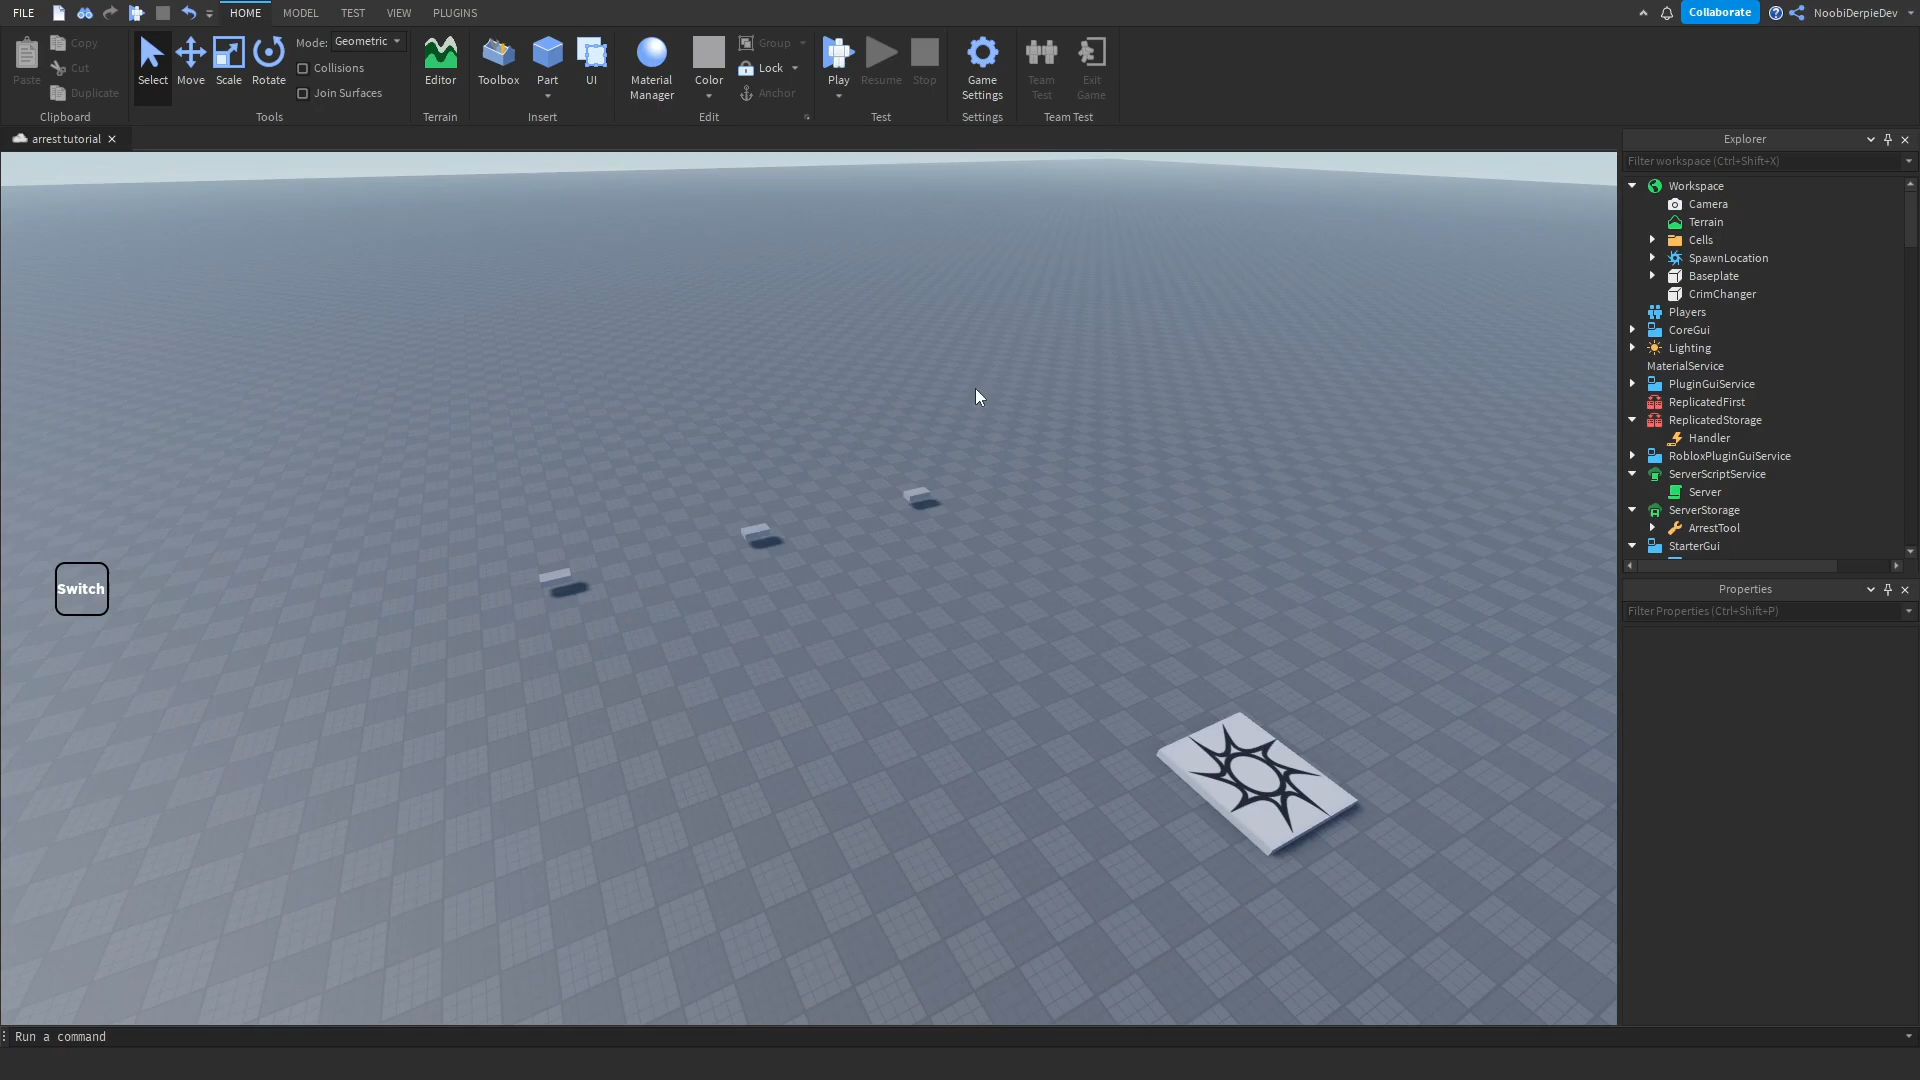 FILE HOME MODEL TEST VIEW PLUGINS Collaborate NoobiDerpieDev
Paste Copy Cut Duplicate
Clipboard
Select Move Scale Rotate
Mode: Geometric
Collisions
Join Surfaces
Tools
Editor
Terrain
Toolbox Part UI
Insert
Material Manager Color
Group
Lock
Anchor
Edit
Play Resume Stop
Test
Game Settings
Settings
Team Test Exit Game
Team Test
arrest tutorial
Switch
Explorer
Filter workspace (Ctrl+Shift+X)
Workspace
Camera
Terrain
Cells
SpawnLocation
Baseplate
CrimChanger
Players
CoreGui
Lighting
MaterialService
PluginGuiService
ReplicatedFirst
ReplicatedStorage
Handler
RobloxPluginGuiService
ServerScriptService
Server
ServerStorage
ArrestTool
StarterGui
Properties
Filter Properties (Ctrl+Shift+P)
Run a command